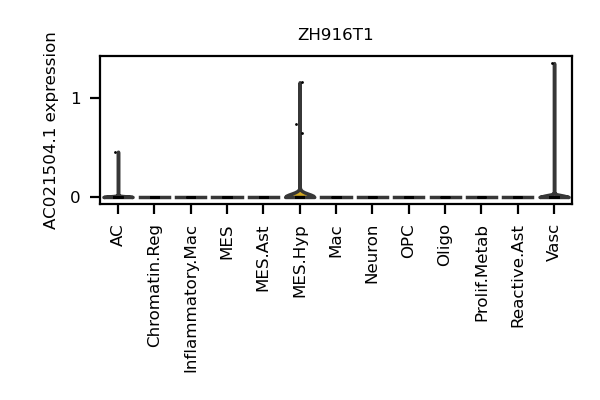 ZH916T1
AC021504.1 expression
1
0
AC
Chromatin.Reg
Inflammatory.Mac
MES
MES.Ast
MES.Hyp
Mac
Neuron
OPC
Oligo
Prolif.Metab
Reactive.Ast
Vasc